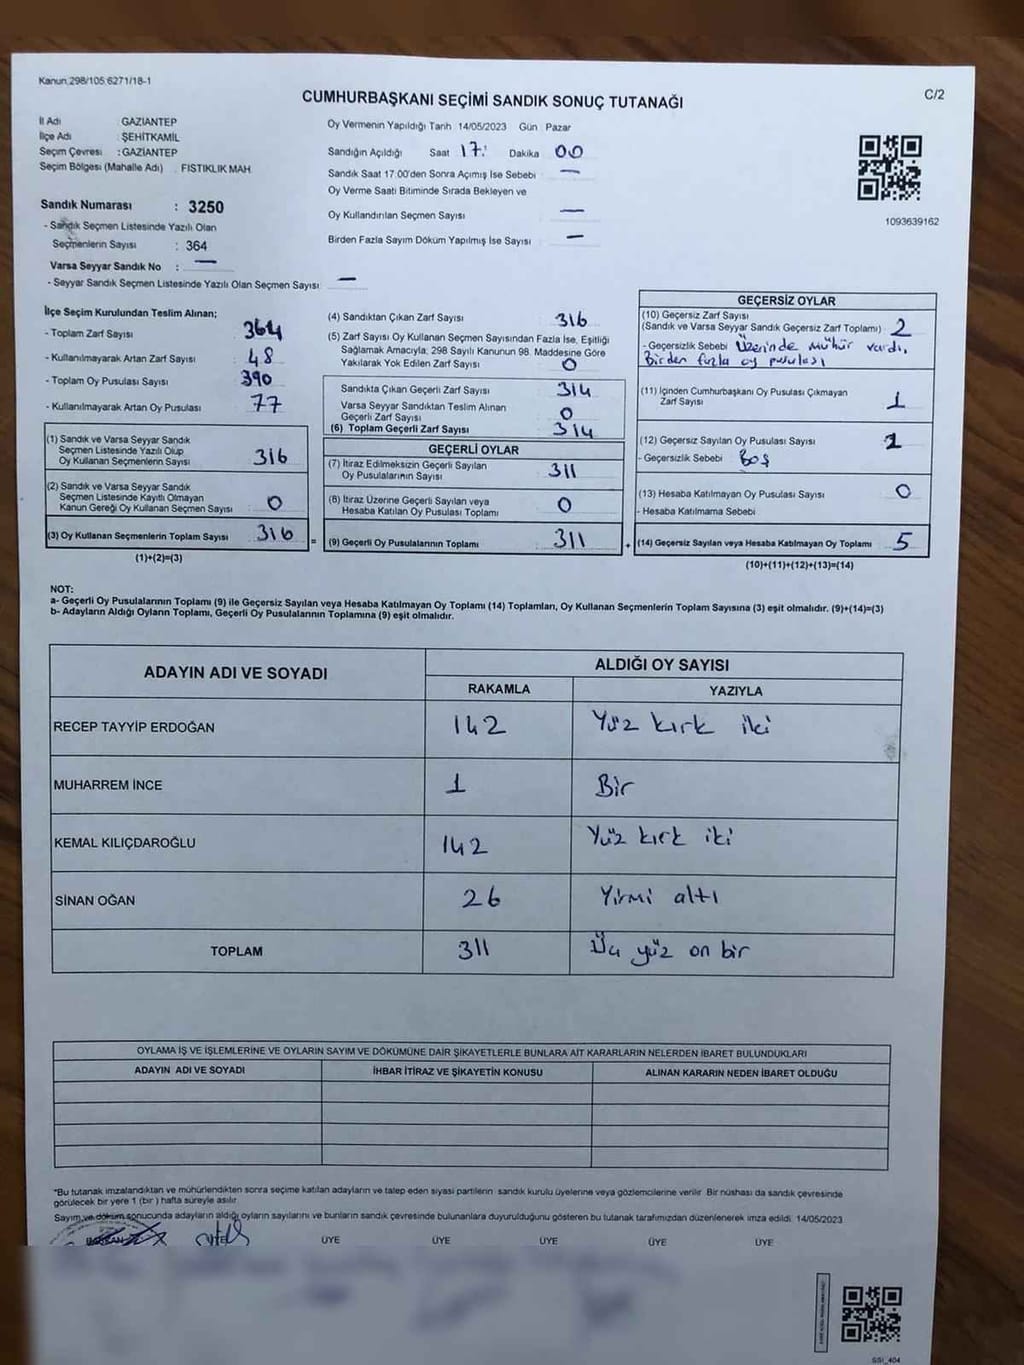 Kanun 298/105 6271/18-1
CUMHURBAŞKANI SEÇİMİ SANDIK SONUÇ TUTANAĞI
C/2
İl Adı : GAZIANTEP
İlçe Adı : ŞEHİTKAMİL
Seçim Çevresi : GAZİANTEP
Seçim Bölgesi (Mahalle Adı) : FISTIKLIK MAH.
Sandık Numarası : 3250
- Sandık Seçmen Listesinde Yazılı Olan
Seçmenlerin Sayısı : 364
Varsa Seyyar Sandık No : —
- Seyyar Sandık Seçmen Listesinde Yazılı Olan Seçmen Sayısı: —
Oy Vermenin Yapıldığı Tarih 14/05/2023 Gün Pazar
Sandığın Açıldığı Saat 17: Dakika 00
Sandık Saat 17:00'den Sonra Açımış İse Sebebi —
Oy Verme Saati Bitiminde Sırada Bekleyen ve
Oy Kullandırılan Seçmen Sayısı —
Birden Fazla Sayım Döküm Yapılmış İse Sayısı —
1093639162
İlçe Seçim Kurulundan Teslim Alınan;
- Toplam Zarf Sayısı 364
- Kullanılmayarak Artan Zarf Sayısı 48
- Toplam Oy Pusulası Sayısı 390
- Kullanılmayarak Artan Oy Pusulası 77
(1) Sandık ve Varsa Seyyar Sandık
Seçmen Listesinde Yazılı Olup
Oy Kullanan Seçmenlerin Sayısı 316
(2) Sandık ve Varsa Seyyar Sandık
Seçmen Listesinde Kayıtlı Olmayan
Kanun Gereği Oy Kullanan Seçmen Sayısı 0
(3) Oy Kullanan Seçmenlerin Toplam Sayısı 316 =
(1)+(2)=(3)
(4) Sandıktan Çıkan Zarf Sayısı 316
(5) Zarf Sayısı Oy Kullanan Seçmen Sayısından Fazla İse, Eşitliği
Sağlamak Amacıyla; 298 Sayılı Kanunun 98. Maddesine Göre
Yakılarak Yok Edilen Zarf Sayısı 0
Sandıkta Çıkan Geçerli Zarf Sayısı 314
Varsa Seyyar Sandıktan Teslim Alınan
Geçerli Zarf Sayısı 0
(6) Toplam Geçerli Zarf Sayısı 314
GEÇERLİ OYLAR
(7) İtiraz Edilmeksizin Geçerli Sayılan
Oy Pusulalarının Sayısı 311
(8) İtiraz Üzerine Geçerli Sayılan veya
Hesaba Katılan Oy Pusulası Toplamı 0
(9) Geçerli Oy Pusulalarının Toplamı 311 +
GEÇERSİZ OYLAR
(10) Geçersiz Zarf Sayısı
(Sandık ve Varsa Seyyar Sandık Geçersiz Zarf Toplamı) 2
- Geçersizlik Sebebi Üzerinde mühür vardı,
Birden fazla oy pusulası
(11) İçinden Cumhurbaşkanı Oy Pusulası Çıkmayan
Zarf Sayısı 1
(12) Geçersiz Sayılan Oy Pusulası Sayısı 2
- Geçersizlik Sebebi Boş
(13) Hesaba Katılmayan Oy Pusulası Sayısı 0
- Hesaba Katılmama Sebebi
(14) Geçersiz Sayılan veya Hesaba Katılmayan Oy Toplamı 5
(10)+(11)+(12)+(13)=(14)
NOT:
a- Geçerli Oy Pusulalarının Toplamı (9) ile Geçersiz Sayılan veya Hesaba Katılmayan Oy Toplamı (14) Toplamları, Oy Kullanan Seçmenlerin Toplam Sayısına (3) eşit olmalıdır. (9)+(14)=(3)
b- Adayların Aldığı Oyların Toplamı, Geçerli Oy Pusulalarının Toplamına (9) eşit olmalıdır.
ADAYIN ADI VE SOYADI ALDIĞI OY SAYISI
RAKAMLA YAZIYLA
RECEP TAYYİP ERDOĞAN 142 Yüz kırk iki
MUHARREM İNCE 1 Bir
KEMAL KILIÇDAROĞLU 142 Yüz kırk iki
SİNAN OĞAN 26 Yirmi altı
TOPLAM 311 Üç yüz on bir
OYLAMA İŞ VE İŞLEMLERİNE VE OYLARIN SAYIM VE DÖKÜMÜNE DAİR ŞİKAYETLERLE BUNLARA AİT KARARLARIN NELERDEN İBARET BULUNDUKLARI
ADAYIN ADI VE SOYADI İHBAR İTİRAZ VE ŞİKAYETİN KONUSU ALINAN KARARIN NEDEN İBARET OLDUĞU
*Bu tutanak imzalandıktan ve mühürlendikten sonra seçime katılan adayların ve talep eden siyasi partilerin sandık kurulu üyelerine veya gözlemcilerine verilir Bir nüshası da sandık çevresinde
görülecek bir yere 1 (bir ) hafta süreyle asılır.
Sayım ve döküm sonucunda adayların aldığı oyların sayılarını ve bunların sandık çevresinde bulunanlara duyurulduğunu gösteren bu tutanak tarafımızdan düzenlenerek imza edildi. 14/05/2023
BAŞKAN ÜYE ÜYE ÜYE ÜYE ÜYE
SSI_404